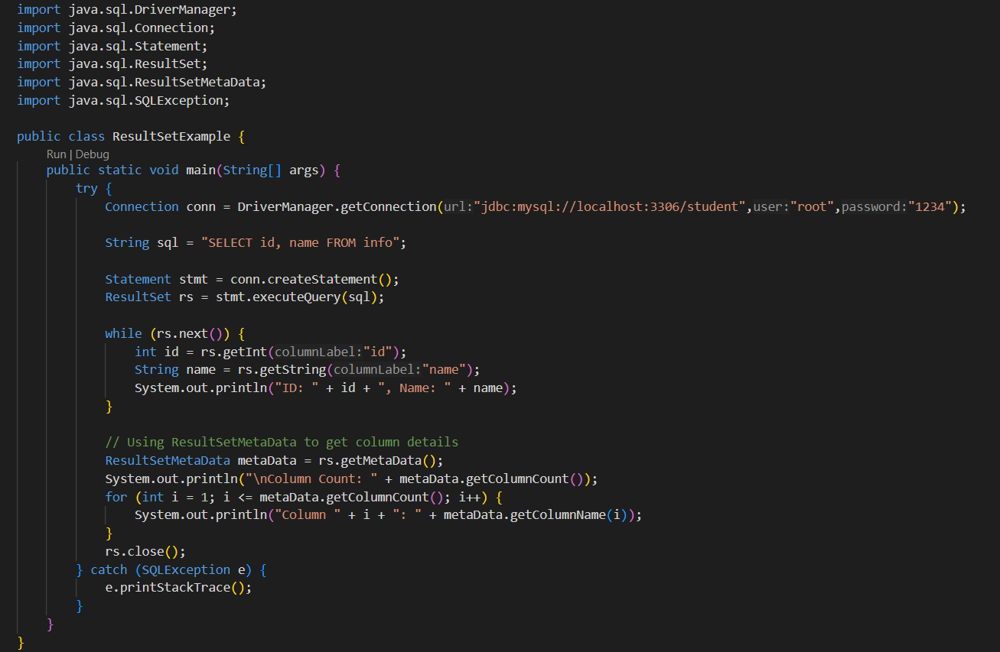 import java.sql.DriverManager;
import java.sql.Connection;
import java.sql.Statement;
import java.sql.ResultSet;
import java.sql.ResultSetMetaData;
import java.sql.SQLException;

public class ResultSetExample {
    Run | Debug
    public static void main(String[] args) {
        try {
            Connection conn = DriverManager.getConnection(url:"jdbc:mysql://localhost:3306/student",user:"root",password:"1234");

            String sql = "SELECT id, name FROM info";

            Statement stmt = conn.createStatement();
            ResultSet rs = stmt.executeQuery(sql);

            while (rs.next()) {
                int id = rs.getInt(columnLabel:"id");
                String name = rs.getString(columnLabel:"name");
                System.out.println("ID: " + id + ", Name: " + name);
            }

            // Using ResultSetMetaData to get column details
            ResultSetMetaData metaData = rs.getMetaData();
            System.out.println("\nColumn Count: " + metaData.getColumnCount());
            for (int i = 1; i <= metaData.getColumnCount(); i++) {
                System.out.println("Column " + i + ": " + metaData.getColumnName(i));
            }
            rs.close();
        } catch (SQLException e) {
            e.printStackTrace();
        }
    }
}